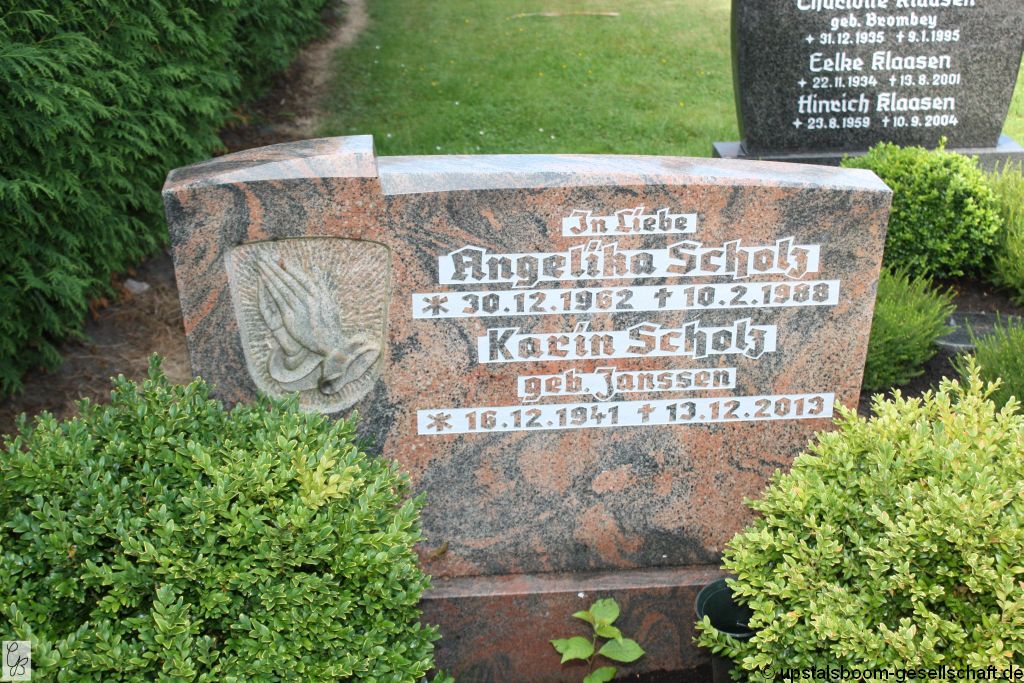 Charlotte Klaasen
geb. Brombey
✦ 31.12.1935 ✝ 9.1.1995
Eelke Klaasen
✦ 22.11.1934 ✝ 13.8.2001
Hinrich Klaasen
✦ 23.8.1959 ✝ 10.9.2004
In Liebe
Angelika Scholz
* 30.12.1962 ✝ 10.2.1988
Karin Scholz
geb. Janssen
* 16.12.1941 ✝ 13.12.2013
© upstalsboom-gesellschaft.de